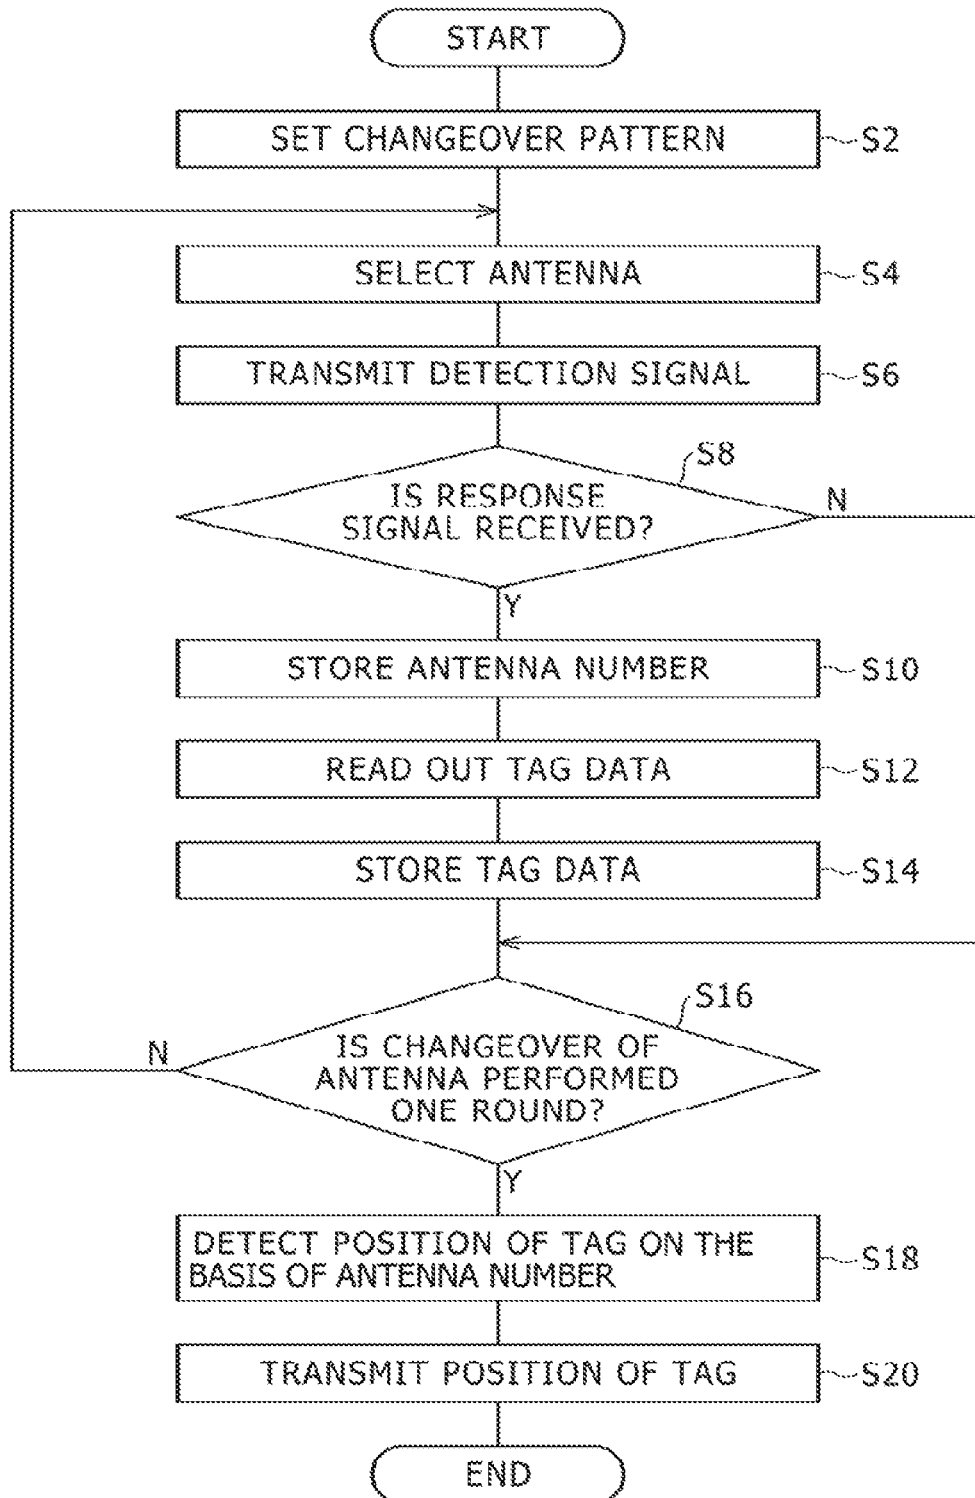 START
SET CHANGEOVER PATTERN
S2
SELECT ANTENNA
S4
TRANSMIT DETECTION SIGNAL
S6
S8
IS RESPONSE
SIGNAL RECEIVED?
N
Y
STORE ANTENNA NUMBER
S10
READ OUT TAG DATA
S12
STORE TAG DATA
S14
S16
N
IS CHANGEOVER OF
ANTENNA PERFORMED
ONE ROUND?
Y
DETECT POSITION OF TAG ON THE
BASIS OF ANTENNA NUMBER
S18
TRANSMIT POSITION OF TAG
S20
END